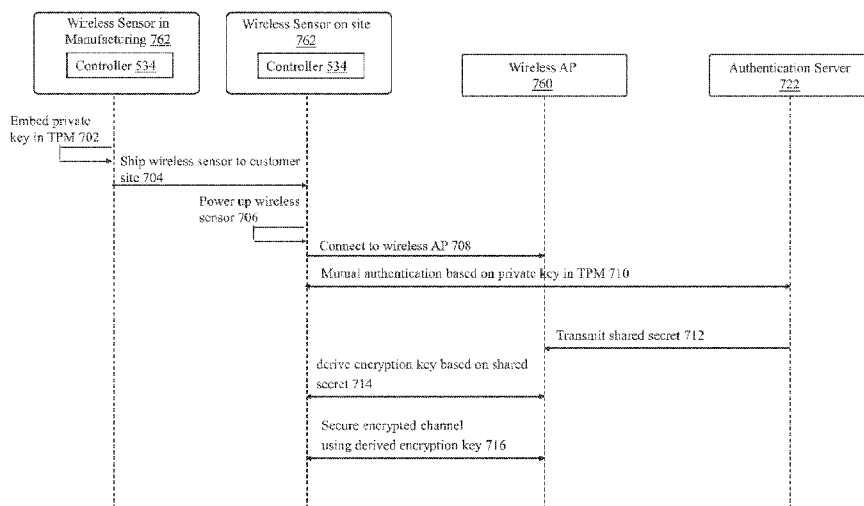 Wireless Sensor in
Manufacturing 762
Controller 534
Wireless Sensor on site
762
Controller 534
Wireless AP
760
Authentication Server
722
Embed private
key in TPM 702
Ship wireless sensor to customer
site 704
Power up wireless
sensor 706
Connect to wireless AP 708
Mutual authentication based on private key in TPM 710
Transmit shared secret 712
derive encryption key based on shared
secret 714
Secure encrypted channel
using derived encryption key 716